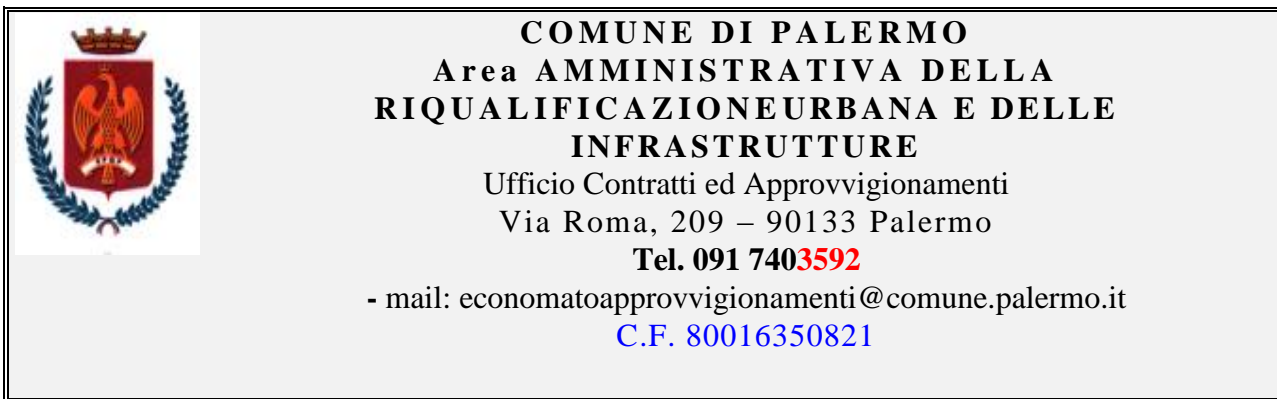 COMUNE DI PALERMO
Area AMMINISTRATIVA DELLA
RIQUALIFICAZIONEURBANA E DELLE
INFRASTRUTTURE
Ufficio Contratti ed Approvvigionamenti
Via Roma, 209 – 90133 Palermo
Tel. 091 7403592
- mail: economatoapprovvigionamenti@comune.palermo.it
C.F. 80016350821